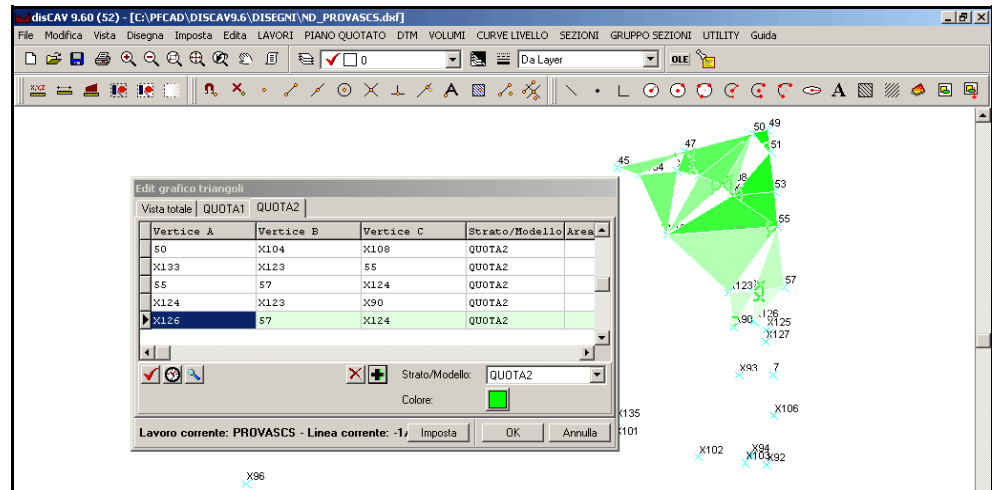 disCAV 9.60 (52) - [C:\PFCAD\DISCAV9.6\DISEGNI\ND_PROVASCS.dxf]
File Modifica Vista Disegna Imposta Edita LAVORI PIANO QUOTATO DTM VOLUMI CURVE LIVELLO SEZIONI GRUPPO SEZIONI UTILITY Guida
0 Da Layer OLE
X,Y,Z A A
50 49
47 51
45
53
55
Edit grafico triangoli
Vista totale QUOTA1 QUOTA2
Vertice A Vertice B Vertice C Strato/Modello Area
50 X104 X108 QUOTA2
X133 X123 55 QUOTA2
55 57 X124 QUOTA2
X124 X123 X90 QUOTA2
X126 57 X124 QUOTA2
Strato/Modello: QUOTA2
Colore:
Lavoro corrente: PROVASCS - Linea corrente: -1 Imposta OK Annulla
57
X125
X127
X93 7
X106
X102 X94
X103 X92
X96